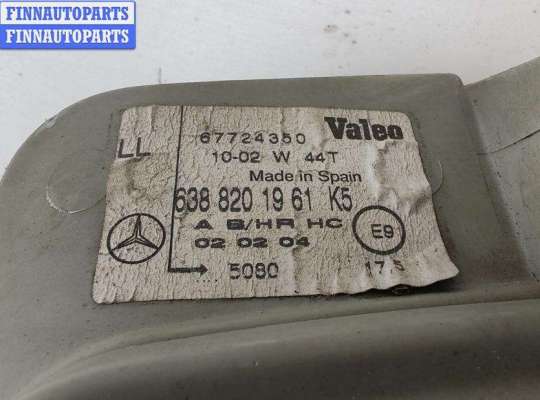 FINNAUTOPARTS
FINNAUTOPARTS
67724350 Valeo
LL
10-02 W 44T
Made in Spain
638 820 19 61 K5
A B/HR HC
02 02 04
E9
5080 17,5